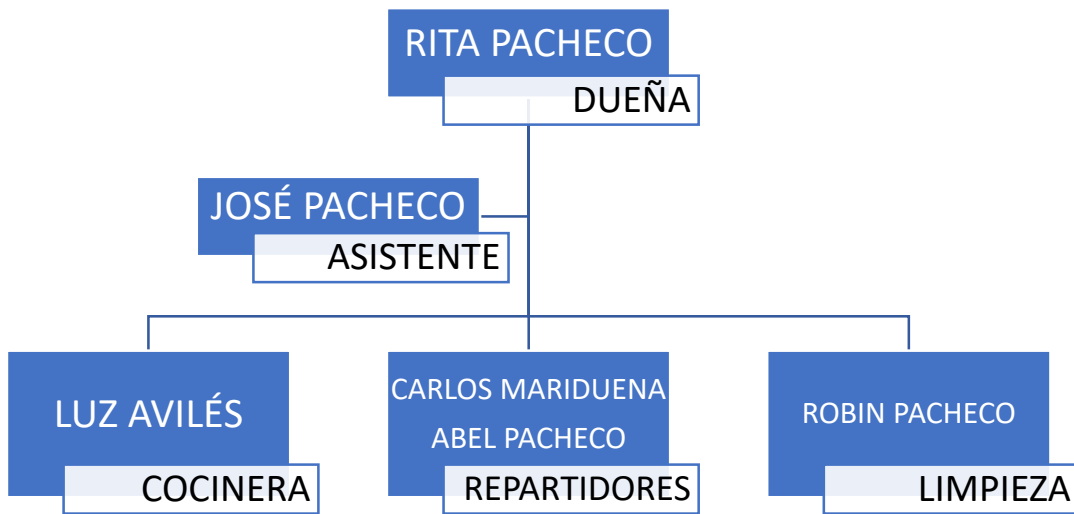 RITA PACHECO
DUEÑA
JOSÉ PACHECO
ASISTENTE
LUZ AVILÉS
COCINERA
CARLOS MARIDUENA
ABEL PACHECO
REPARTIDORES
ROBIN PACHECO
LIMPIEZA